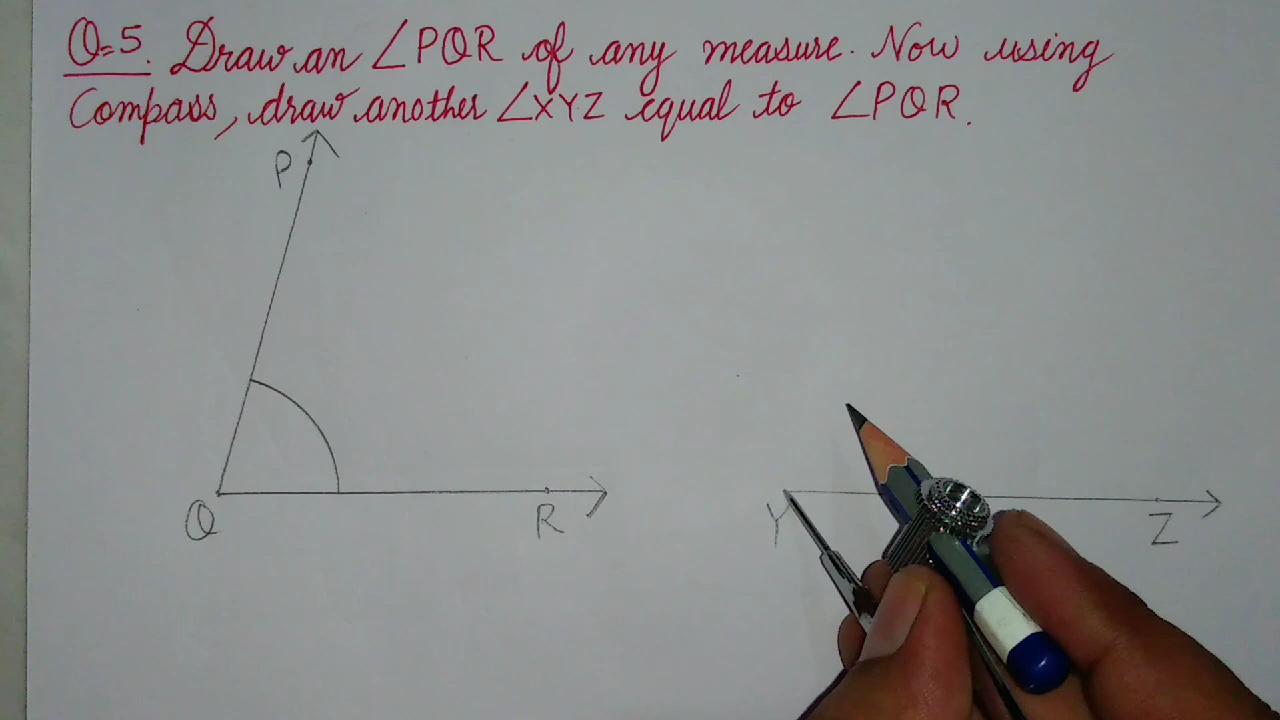 Q=5. Draw an ∠PQR of any measure. Now using
Compass, draw another ∠XYZ equal to ∠PQR.
P
Q
R
Y
Z